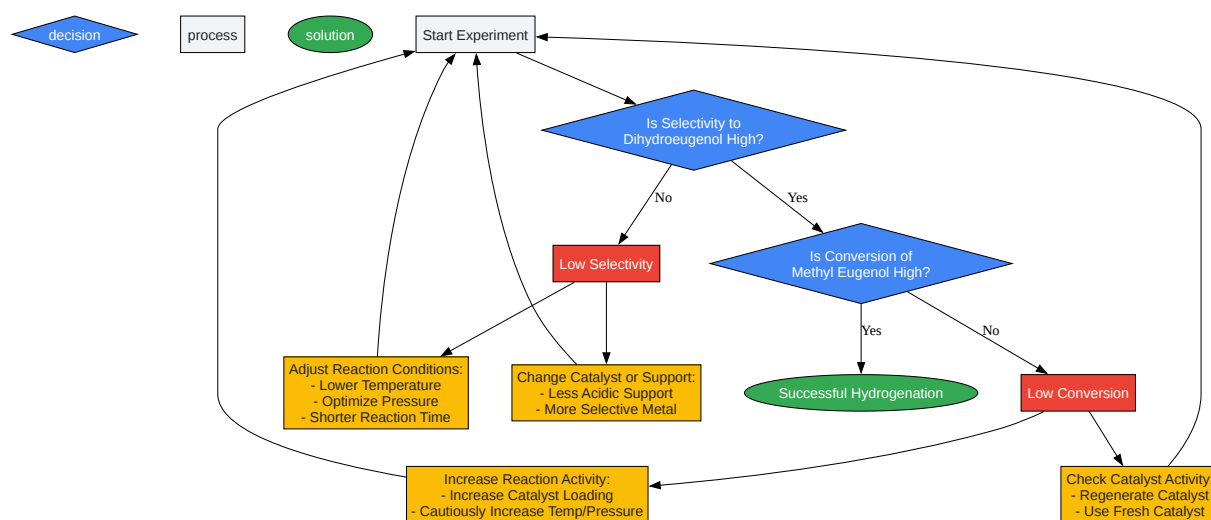 decision
process
solution
Start Experiment
Is Selectivity to
Dihydroeugenol High?
No
Yes
Low Selectivity
Is Conversion of
Methyl Eugenol High?
Yes
No
Adjust Reaction Conditions:
- Lower Temperature
- Optimize Pressure
- Shorter Reaction Time
Change Catalyst or Support:
- Less Acidic Support
- More Selective Metal
Successful Hydrogenation
Low Conversion
Increase Reaction Activity:
- Increase Catalyst Loading
- Cautiously Increase Temp/Pressure
Check Catalyst Activity
- Regenerate Catalyst
- Use Fresh Catalyst